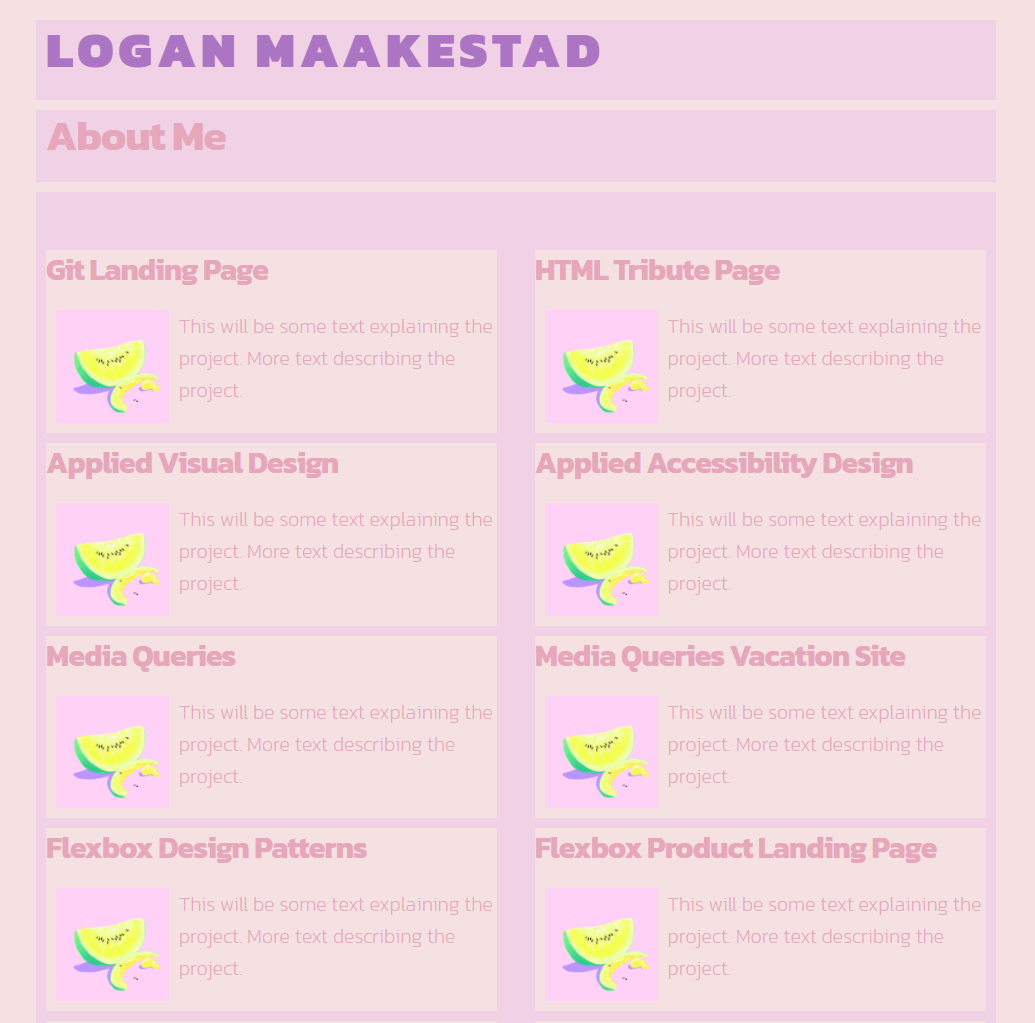 LOGAN MAAKESTAD
About Me
Git Landing Page
This will be some text explaining the
project. More text describing the
project.
HTML Tribute Page
This will be some text explaining the
project. More text describing the
project.
Applied Visual Design
This will be some text explaining the
project. More text describing the
project.
Applied Accessibility Design
This will be some text explaining the
project. More text describing the
project.
Media Queries
This will be some text explaining the
project. More text describing the
project.
Media Queries Vacation Site
This will be some text explaining the
project. More text describing the
project.
Flexbox Design Patterns
This will be some text explaining the
project. More text describing the
project.
Flexbox Product Landing Page
This will be some text explaining the
project. More text describing the
project.